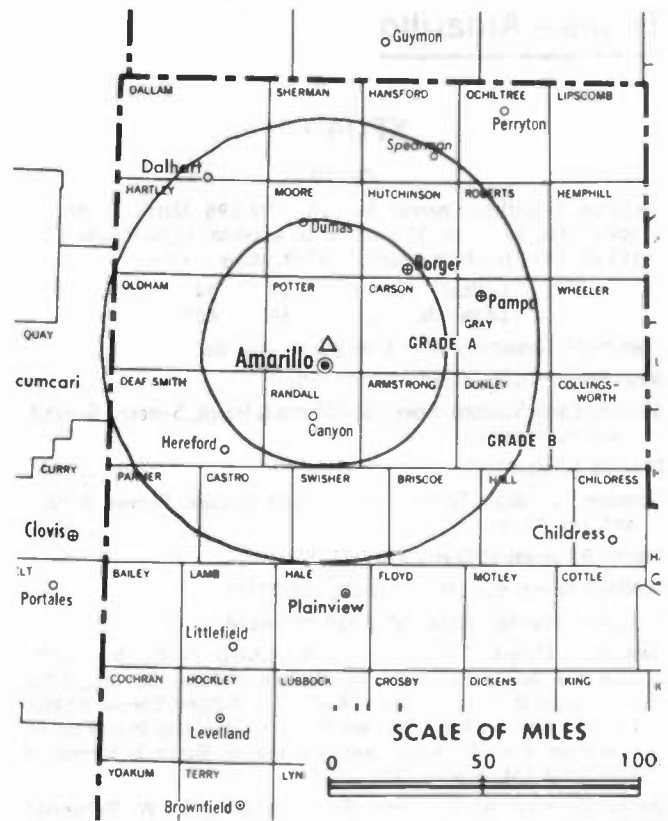 Guymon
DALLAM SHERMAN HANSFORD OCHILTREE LIPSCOMB
Perryton
Spearman
Dalhart
HARTLEY MOORE HUTCHINSON ROBERTS HEMPHILL
Dumas
Borger
OLDHAM POTTER CARSON WHEELER
Pampa
GRAY
QUAY
GRADE A
Amarillo
cumcari
DEAF SMITH ARMSTRONG DONLEY COLLINGS-
WORTH
RANDALL
Canyon
GRADE B
Hereford
CURRY
PARMER CASTRO SWISHER BRISCOE HALL CHILDRESS
Clovis
Childress
BAILEY LAMB HALE FLOYD MOTLEY COTTLE
Portales
Plainview
Littlefield
COCHRAN HOCKLEY LUBBOCK CROSBY DICKENS KING
Levelland
SCALE OF MILES
YOAKUM TERRY LYN
0 50 100
Brownfield